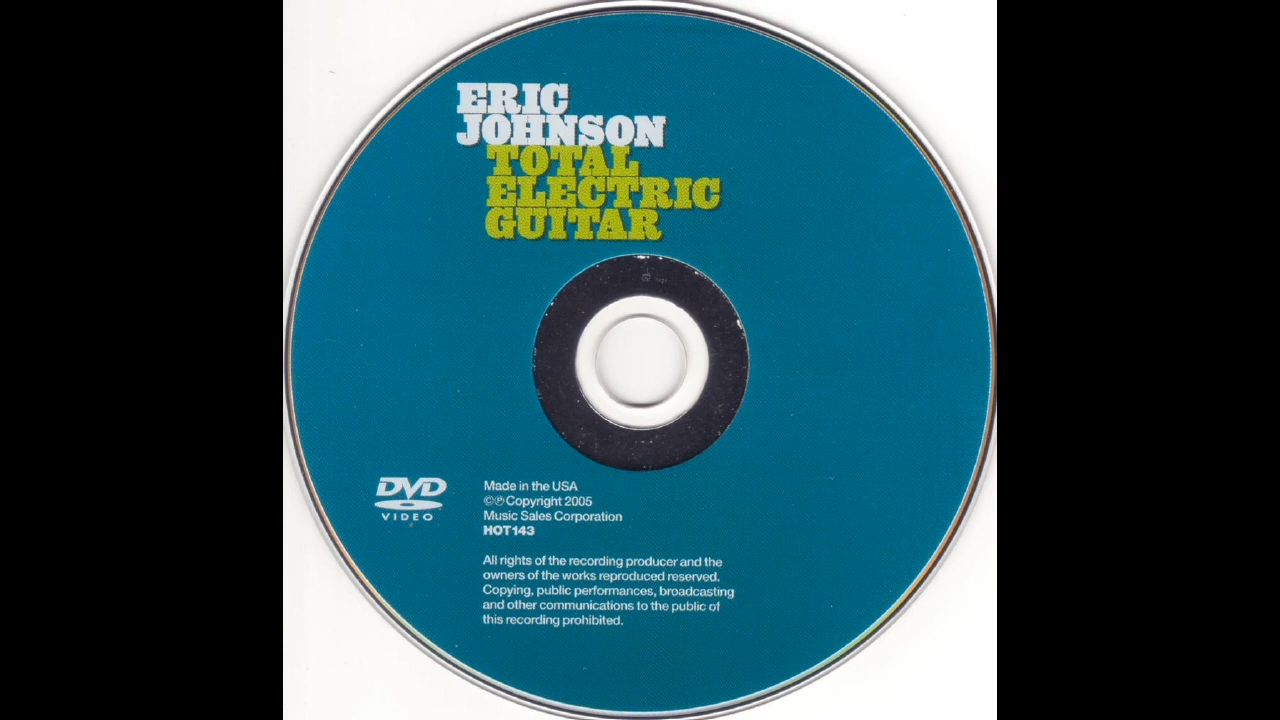 ERIC
JOHNSON
TOTAL
ELECTRIC
GUITAR
DVD
VIDEO
Made in the USA
©℗Copyright 2005
Music Sales Corporation
HOT143
All rights of the recording producer and the
owners of the works reproduced reserved.
Copying, public performances, broadcasting
and other communications to the public of
this recording prohibited.